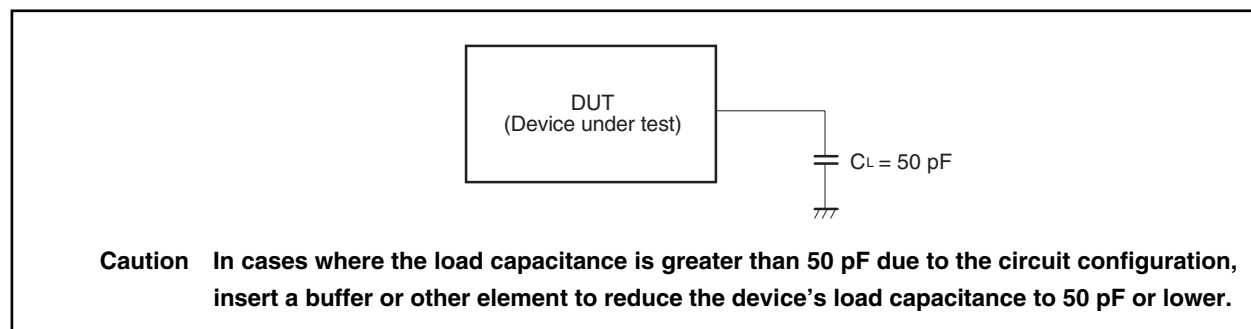 DUT
(Device under test)
CL = 50 pF
Caution In cases where the load capacitance is greater than 50 pF due to the circuit configuration,
insert a buffer or other element to reduce the device's load capacitance to 50 pF or lower.